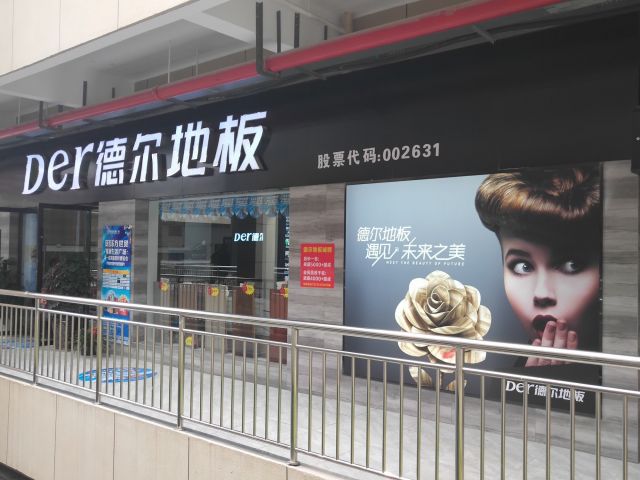 Der德尔地板
股票代码:002631
Der德尔
德尔地板
遇见 未来之美
MEET THE BEAUTY OF FUTURE
Der德尔地板